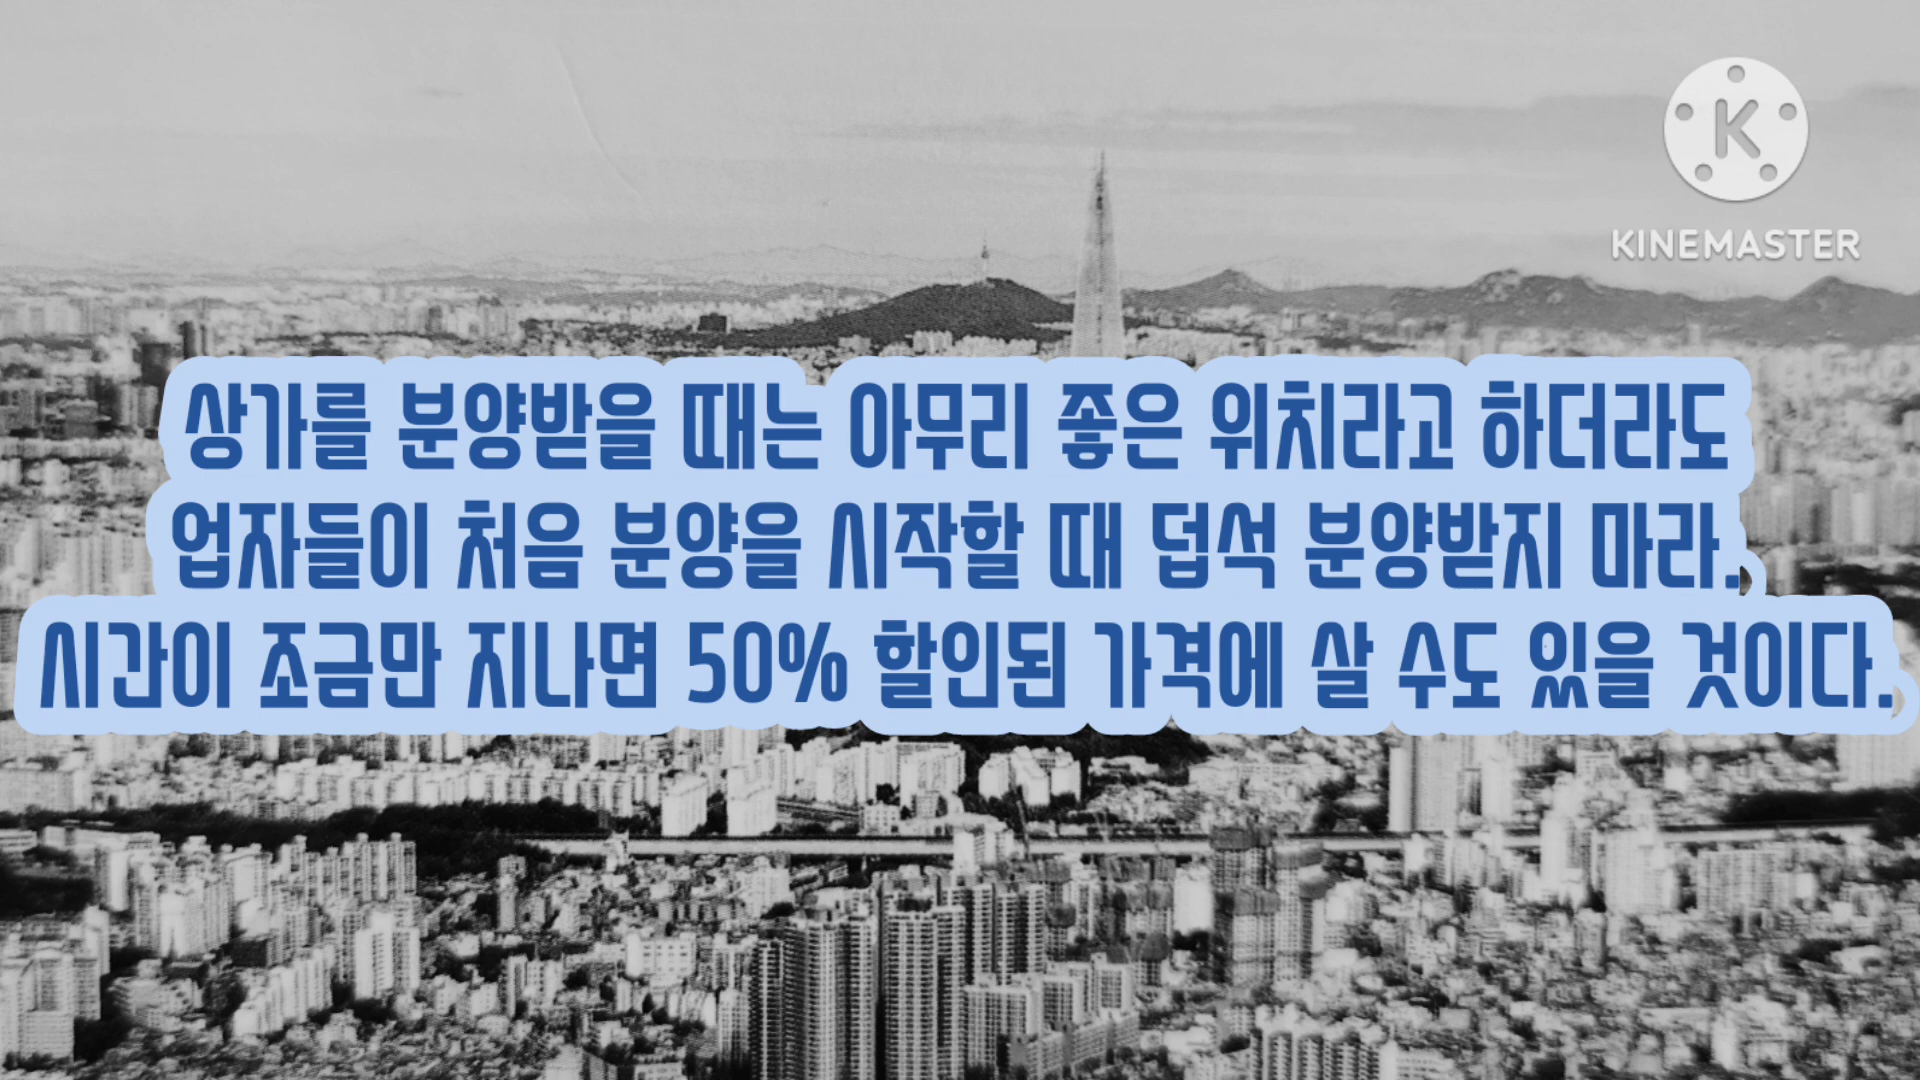 KINEMASTER
상가를 분양받을 때는 아무리 좋은 위치라고 하더라도
업자들이 처음 분양을 시작할 때 덥석 분양받지 마라.
시간이 조금만 지나면 50% 할인된 가격에 살 수도 있을 것이다.